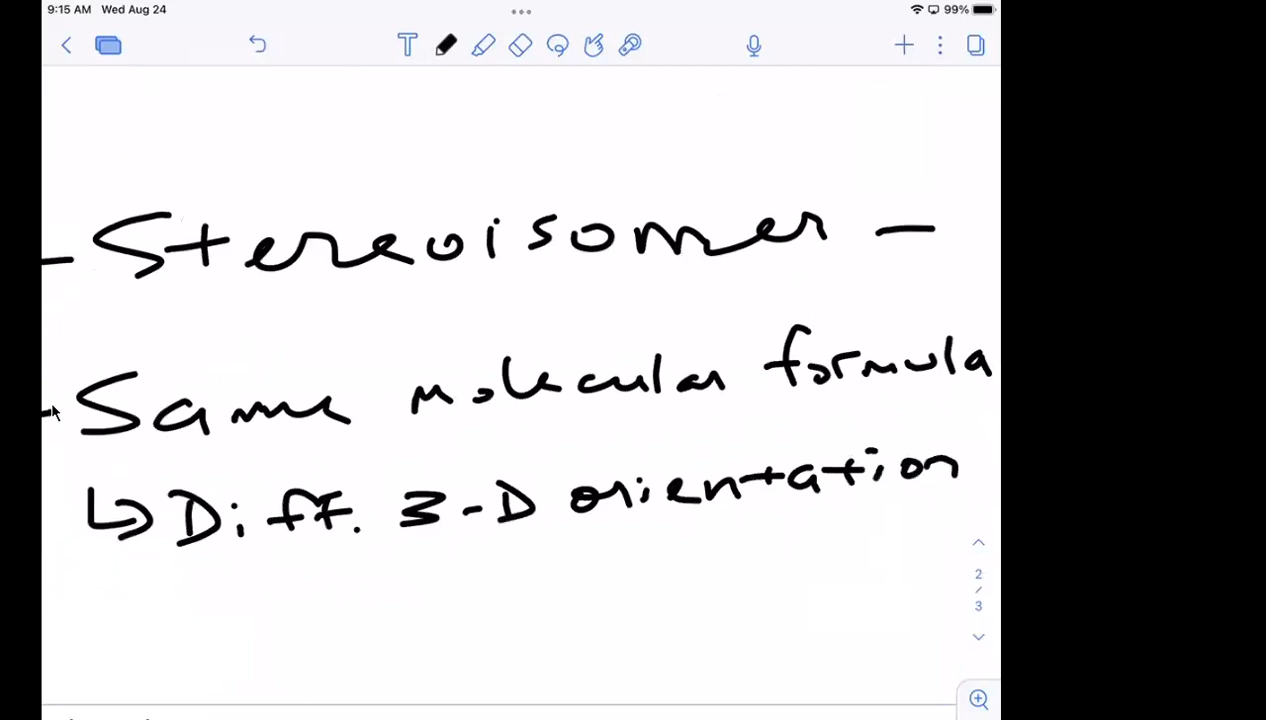 9:15 AM Wed Aug 24
99%
T
- Stereoisomer -
- Same molecular formula
↳ Diff. 3-D orientation
2
/
3